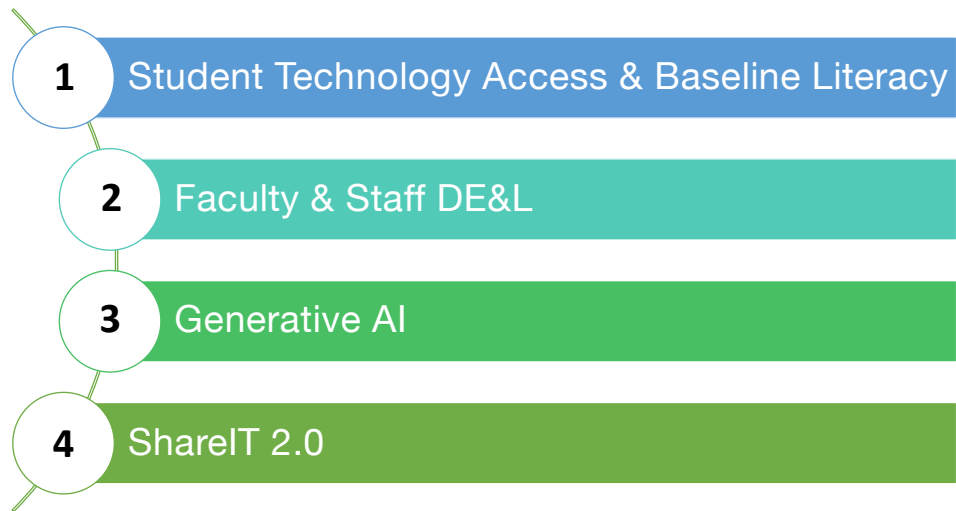 1
Student Technology Access & Baseline Literacy
2
Faculty & Staff DE&L
3
Generative AI
4
ShareIT 2.0